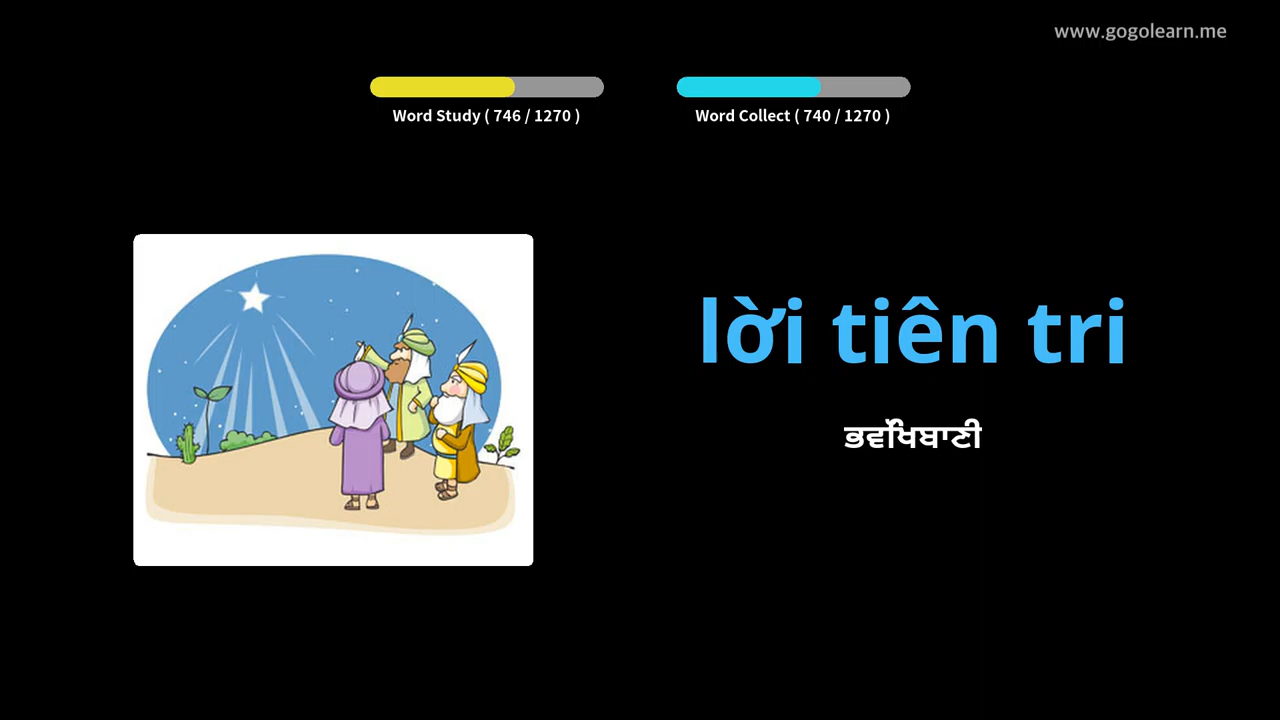 www.gogolearn.me
Word Study ( 746 / 1270 )
Word Collect ( 740 / 1270 )
lời tiên tri
ਭਵਿੱਖਬਾਣੀ